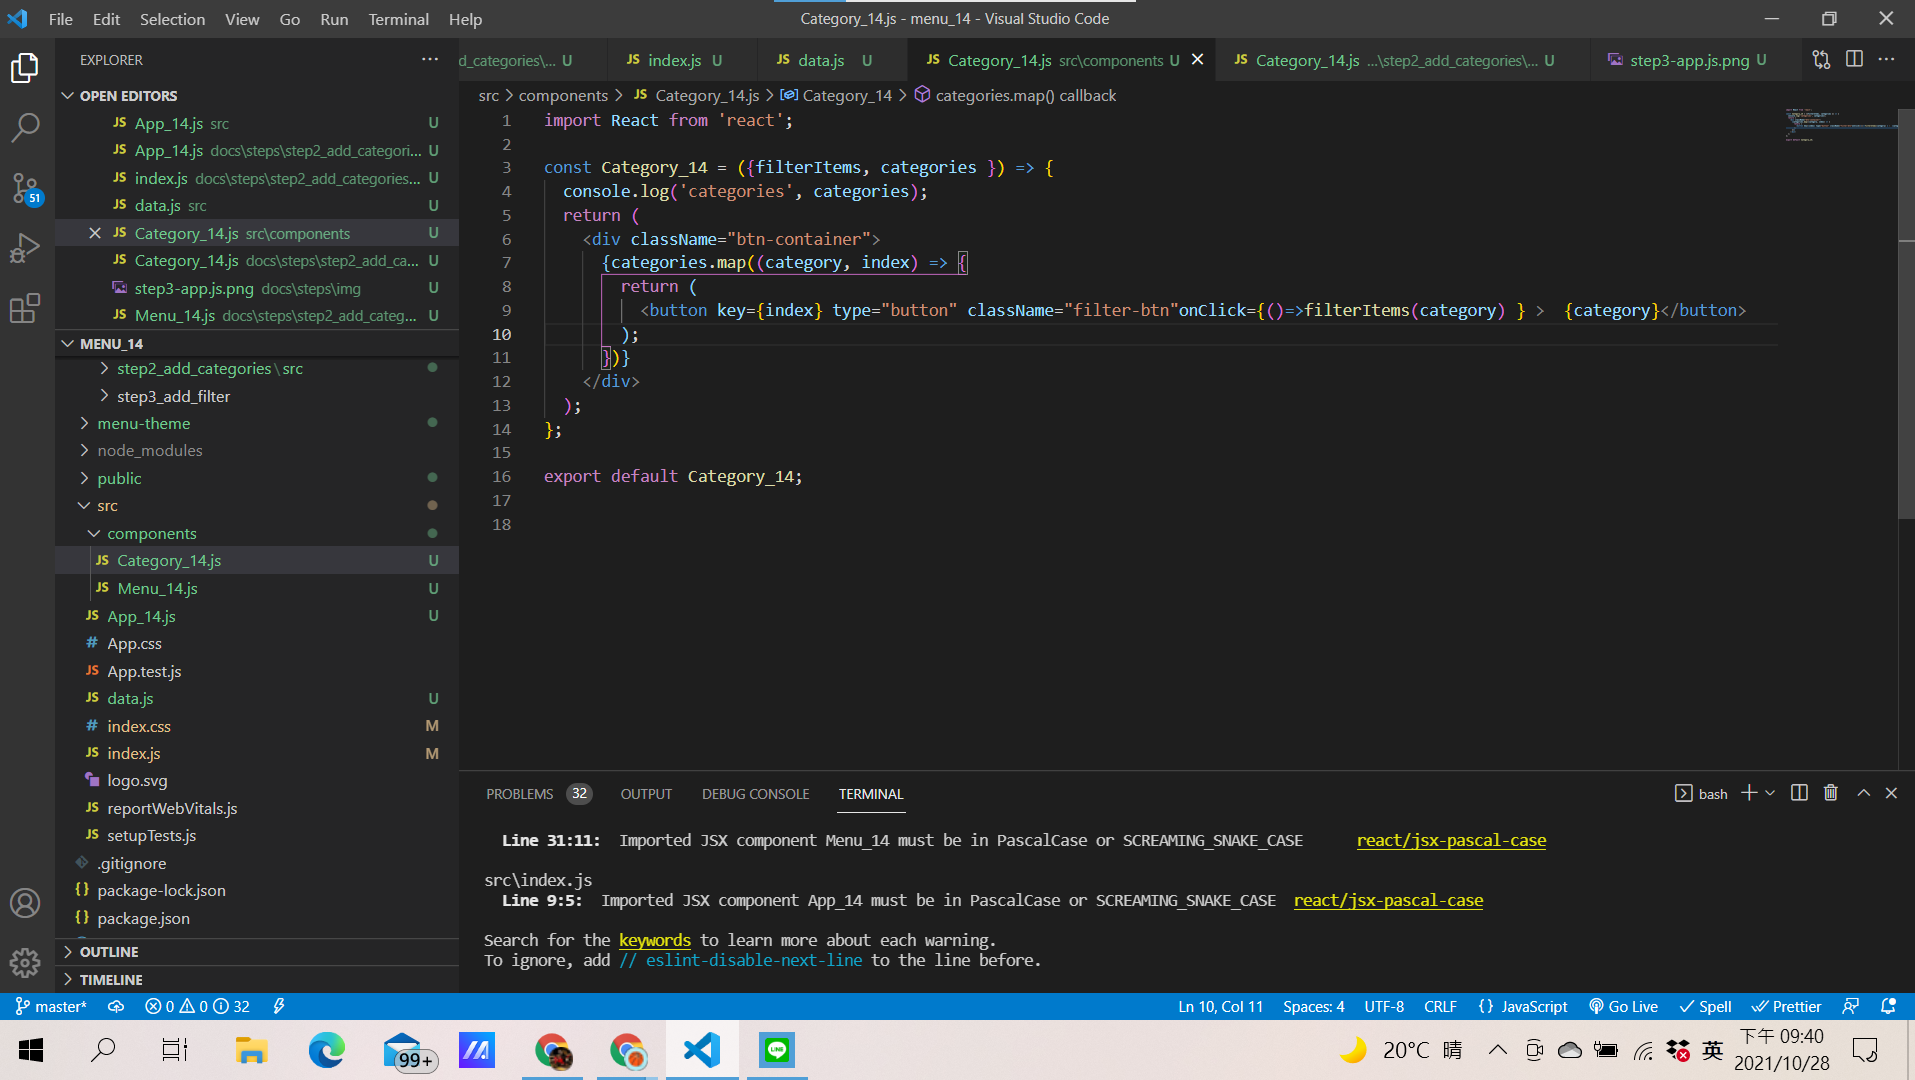 File Edit Selection View Go Run Terminal Help
Category_14.js - menu_14 - Visual Studio Code
EXPLORER
d_categories\... U
JS index.js U
JS data.js U
JS Category_14.js src\components U
JS Category_14.js ...\step2_add_categories\... U
step3-app.js.png U
src > components > JS Category_14.js > Category_14 > categories.map() callback
OPEN EDITORS
JS App_14.js src U
JS App_14.js docs\steps\step2_add_categori... U
JS index.js docs\steps\step2_add_categories... U
JS data.js src U
JS Category_14.js src\components U
JS Category_14.js docs\steps\step2_add_ca... U
step3-app.js.png docs\steps\img U
JS Menu_14.js docs\steps\step2_add_categ... U
MENU_14
step2_add_categories\src
step3_add_filter
menu-theme
node_modules
public
src
components
JS Category_14.js U
JS Menu_14.js U
JS App_14.js U
# App.css
JS App.test.js
JS data.js U
# index.css M
JS index.js M
logo.svg
JS reportWebVitals.js
JS setupTests.js
.gitignore
{} package-lock.json
{} package.json
OUTLINE
TIMELINE
51
1 import React from 'react';
2
3 const Category_14 = ({filterItems, categories }) => {
4 console.log('categories', categories);
5 return (
6 <div className="btn-container">
7 {categories.map((category, index) => {
8 return (
9 <button key={index} type="button" className="filter-btn"onClick={()=>filterItems(category) } >  {category}</button>
10 );
11 })}
12 </div>
13 );
14 };
15
16 export default Category_14;
17
18
PROBLEMS 32 OUTPUT DEBUG CONSOLE TERMINAL
bash
Line 31:11:  Imported JSX component Menu_14 must be in PascalCase or SCREAMING_SNAKE_CASE react/jsx-pascal-case
src\index.js
Line 9:5:  Imported JSX component App_14 must be in PascalCase or SCREAMING_SNAKE_CASE react/jsx-pascal-case
Search for the keywords to learn more about each warning.
To ignore, add // eslint-disable-next-line to the line before.
master* 0 0 32
Ln 10, Col 11 Spaces: 4 UTF-8 CRLF {} JavaScript Go Live Spell Prettier
99+
LINE
20°C 晴
英
下午 09:40
2021/10/28